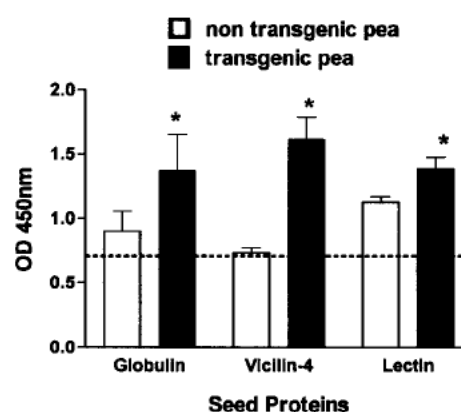 non transgenic pea
transgenic pea
2.0
1.5
1.0
0.5
0.0
OD 450nm
* * *
Globulin Vicilin-4 Lectin
Seed Proteins